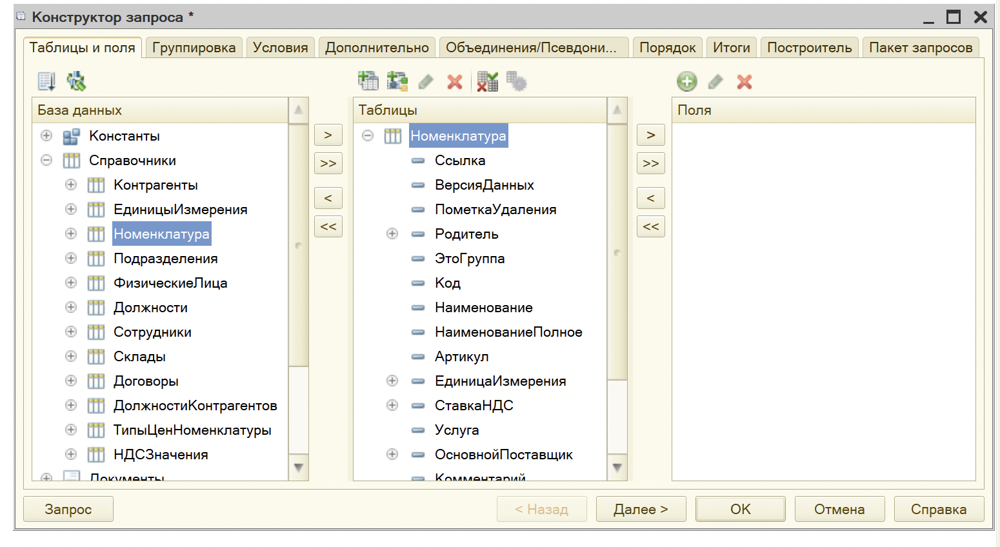 Конструктор запроса *
Таблицы и поля Группировка Условия Дополнительно Объединения/Псевдони... Порядок Итоги Построитель Пакет запросов
База данных
Константы
Справочники
Контрагенты
ЕдиницыИзмерения
Номенклатура
Подразделения
ФизическиеЛица
Должности
Сотрудники
Склады
Договоры
ДолжностиКонтрагентов
ТипыЦенНоменклатуры
НДСЗначения
Документы
>
>>
<
<<
Таблицы
Номенклатура
Ссылка
ВерсияДанных
ПометкаУдаления
Родитель
ЭтоГруппа
Код
Наименование
НаименованиеПолное
Артикул
ЕдиницаИзмерения
СтавкаНДС
Услуга
ОсновнойПоставщик
Комментарий
>
>>
<
<<
Поля
Запрос < Назад Далее > ОК Отмена Справка